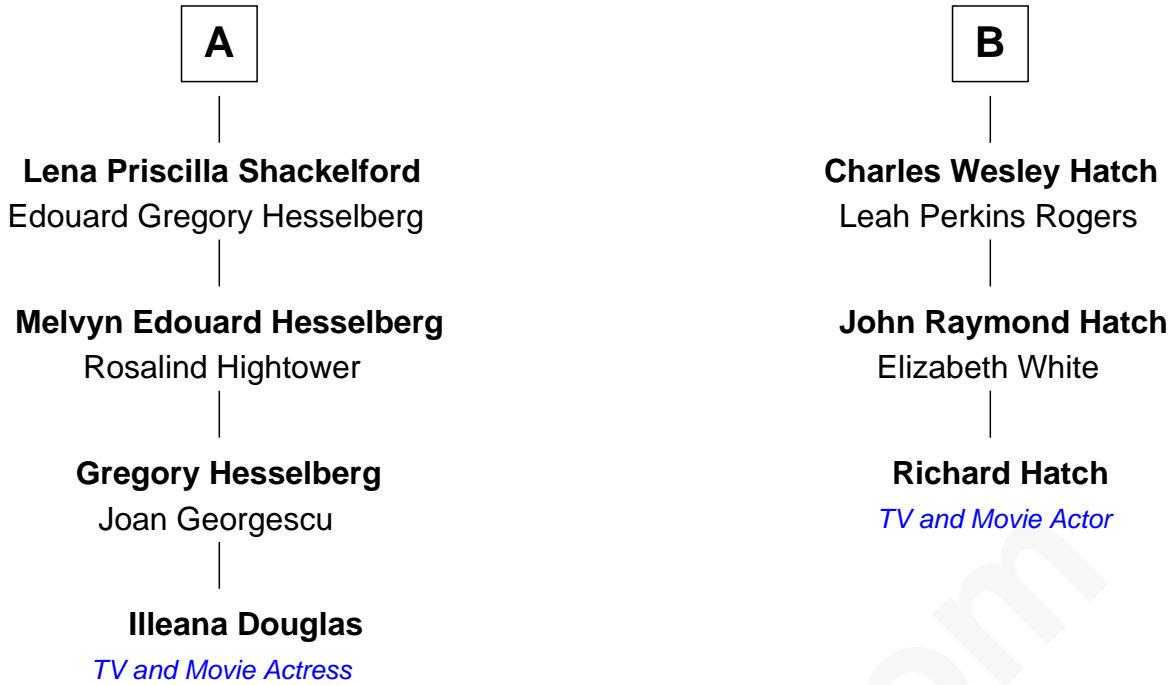 A
Lena Priscilla Shackelford
Edouard Gregory Hesselberg
Melvyn Edouard Hesselberg
Rosalind Hightower
Gregory Hesselberg
Joan Georgescu
Illeana Douglas
TV and Movie Actress
B
Charles Wesley Hatch
Leah Perkins Rogers
John Raymond Hatch
Elizabeth White
Richard Hatch
TV and Movie Actor
om